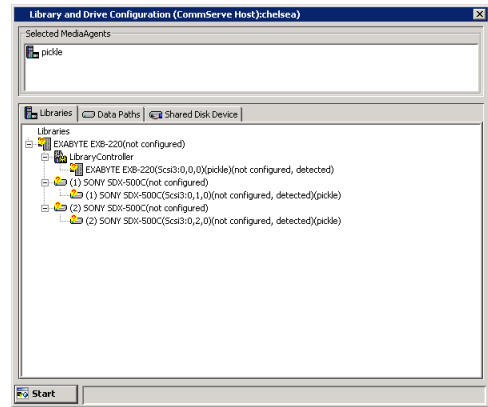 Library and Drive Configuration (CommServe Host):chelsea)
Selected MediaAgents
pickle
Libraries
Data Paths
Shared Disk Device
Libraries
EXABYTE EXB-220(not configured)
LibraryController
EXABYTE EXB-220(Scsi3:0,0,0)(pickle)(not configured, detected)
(1) SONY SDX-500C(not configured)
(1) SONY SDX-500C(Scsi3:0,1,0)(not configured, detected)(pickle)
(2) SONY SDX-500C(not configured)
(2) SONY SDX-500C(Scsi3:0,2,0)(not configured, detected)(pickle)
Start